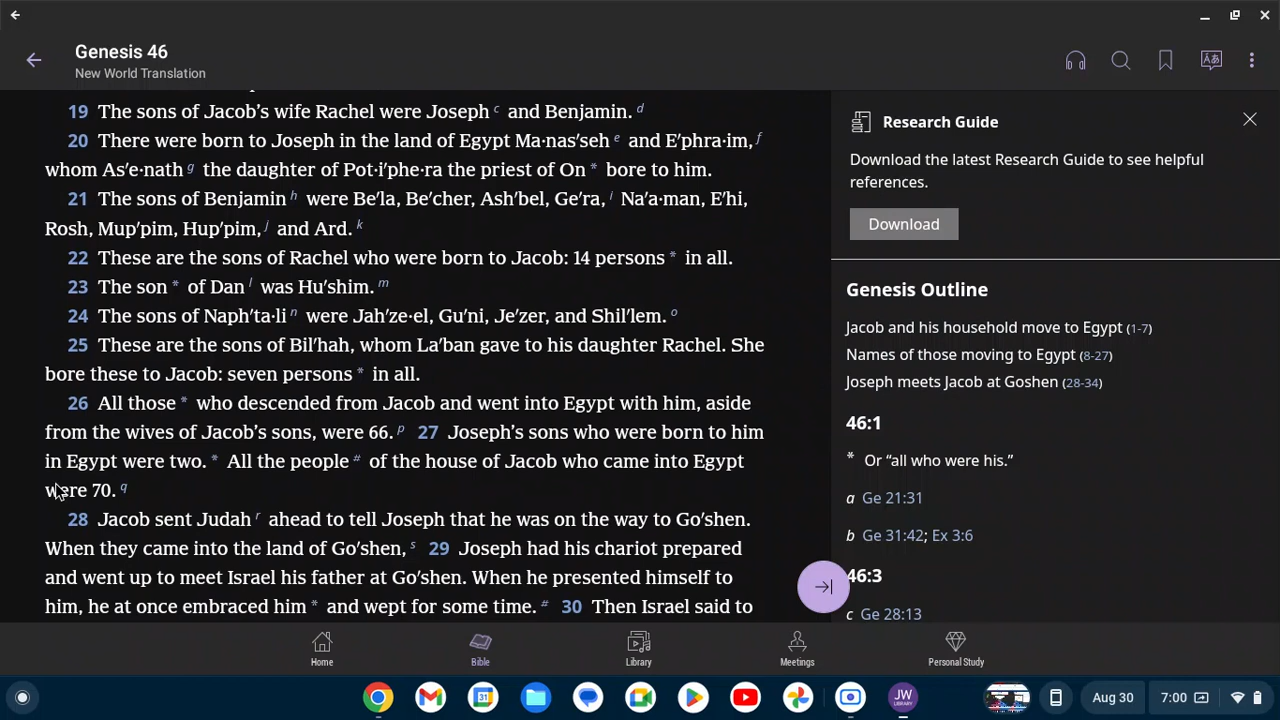 Genesis 46
New World Translation
19 The sons of Jacob’s wife Rachel were Joseph c and Benjamin. d
20 There were born to Joseph in the land of Egypt Ma·nas′seh e and E′phra·im, f
whom As′e·nath g the daughter of Pot·i′phe·ra the priest of On * bore to him.
21 The sons of Benjamin h were Be′la, Be′cher, Ash′bel, Ge′ra, i Na′a·man, E′hi,
Rosh, Mup′pim, Hup′pim, j and Ard. k
22 These are the sons of Rachel who were born to Jacob: 14 persons * in all.
23 The son * of Dan l was Hu′shim. m
24 The sons of Naph′ta·li n were Jah′ze·el, Gu′ni, Je′zer, and Shil′lem. o
25 These are the sons of Bil′hah, whom La′ban gave to his daughter Rachel. She
bore these to Jacob: seven persons * in all.
26 All those * who descended from Jacob and went into Egypt with him, aside
from the wives of Jacob’s sons, were 66. p 27 Joseph’s sons who were born to him
in Egypt were two. * All the people # of the house of Jacob who came into Egypt
were 70. q
28 Jacob sent Judah r ahead to tell Joseph that he was on the way to Go′shen.
When they came into the land of Go′shen, s 29 Joseph had his chariot prepared
and went up to meet Israel his father at Go′shen. When he presented himself to
him, he at once embraced him * and wept for some time. # 30 Then Israel said to
Research Guide
Download the latest Research Guide to see helpful
references.
Download
Genesis Outline
Jacob and his household move to Egypt (1-7)
Names of those moving to Egypt (8-27)
Joseph meets Jacob at Goshen (28-34)
46:1
* Or “all who were his.”
a Ge 21:31
b Ge 31:42; Ex 3:6
46:3
c Ge 28:13
Home
Bible
Library
Meetings
Personal Study
31
JW
LIBRARY
Aug 30
7:00